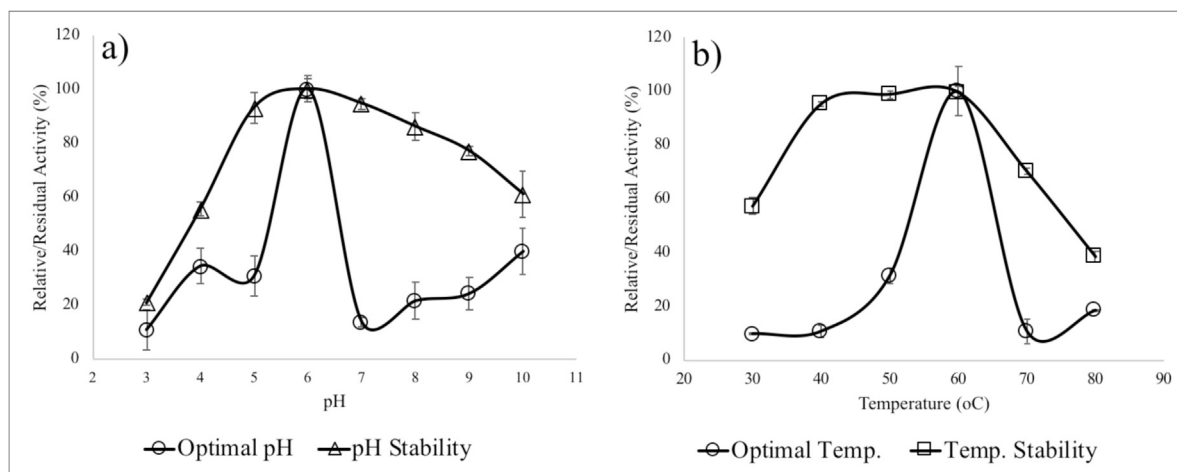 a)
Relative/Residual Activity (%)
120
100
80
60
40
20
0
2 3 4 5 6 7 8 9 10 11
pH
Optimal pH pH Stability
b)
Relative/Residual Activity (%)
120
100
80
60
40
20
0
20 30 40 50 60 70 80 90
Temperature (oC)
Optimal Temp. Temp. Stability